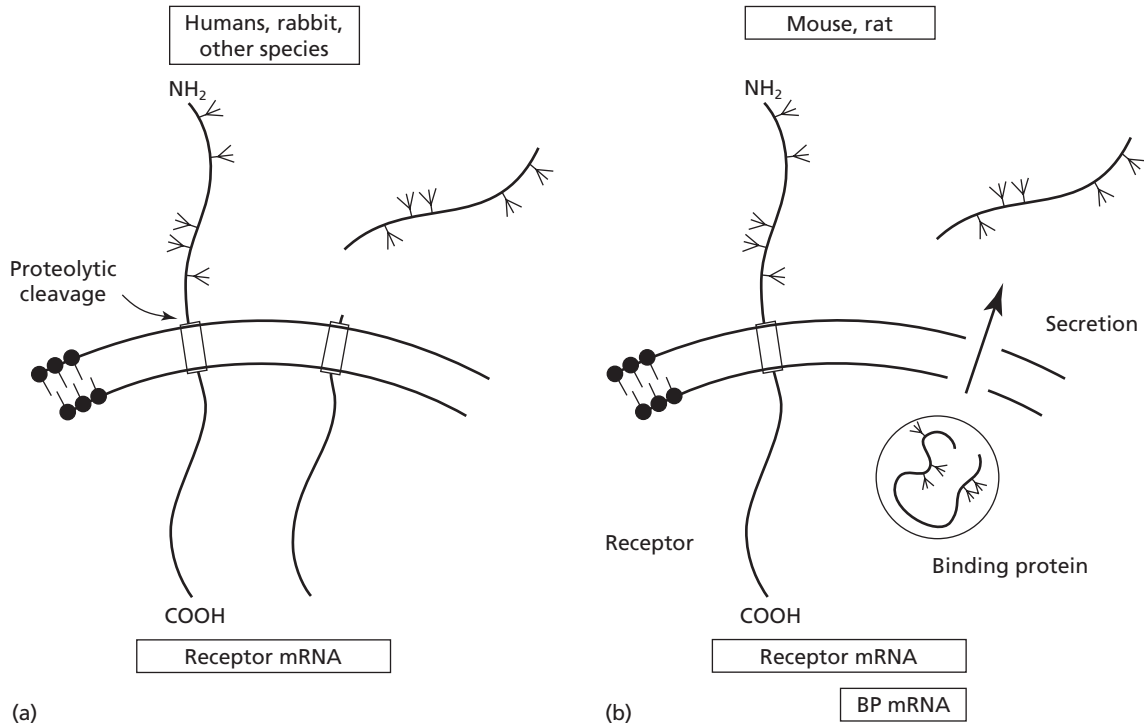 Humans, rabbit,
other species
NH₂
Proteolytic
cleavage
COOH
Receptor mRNA
(a)
Mouse, rat
NH₂
Secretion
Receptor
Binding protein
COOH
Receptor mRNA
BP mRNA
(b)